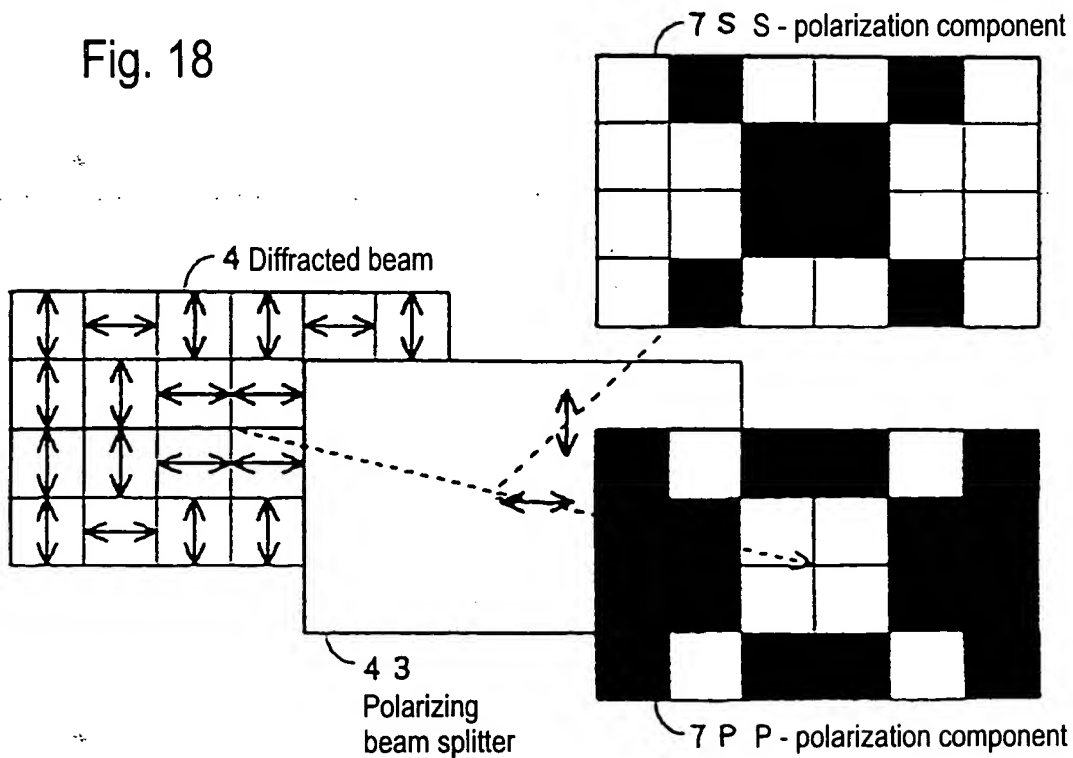 Fig. 18
7 S S - polarization component
4 Diffracted beam
4 3
Polarizing
beam splitter
7 P P - polarization component